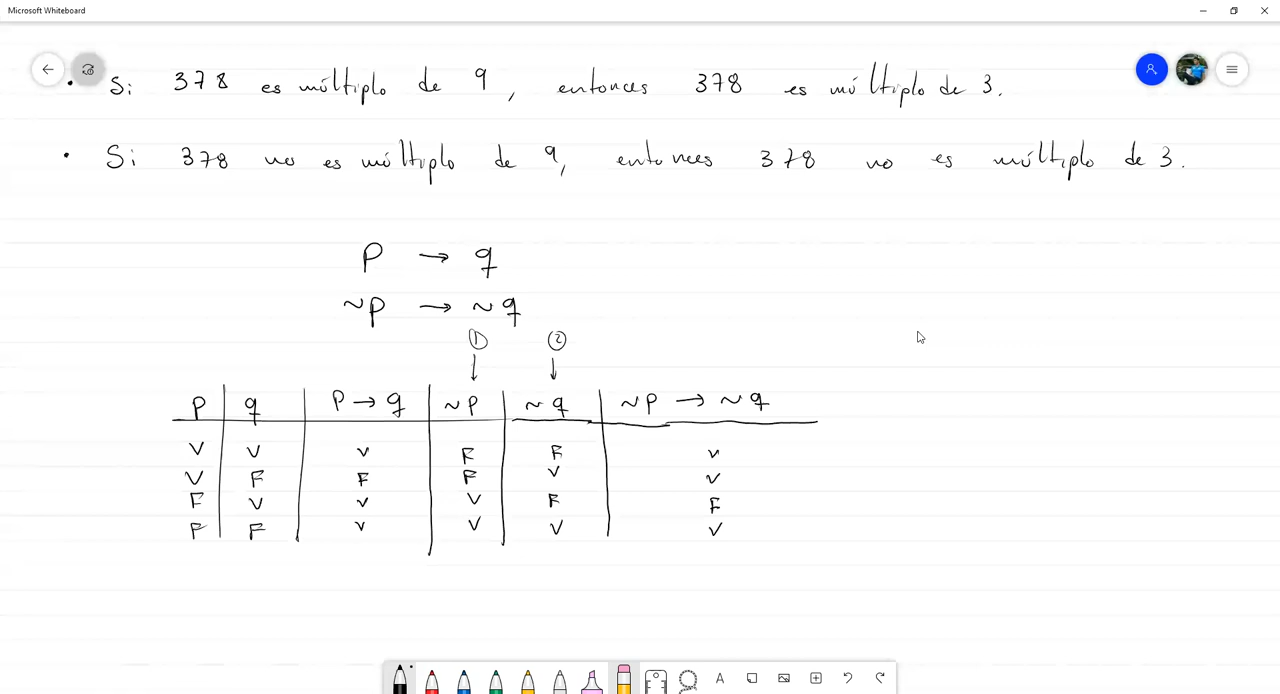 Microsoft Whiteboard
• Si 378 es múltiplo de 9, entonces 378 es múltiplo de 3.
• Si 378 no es múltiplo de 9, entonces 378 no es múltiplo de 3.
P → q
~P → ~q
① ②
↓ ↓
P q P → q ~P ~q ~P → ~q
V V V F F V
V F F F V V
F V V V F F
F F V V V V
A